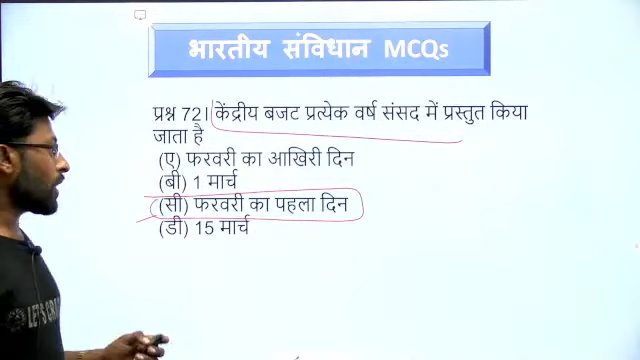 भारतीय संविधान MCQs
प्रश्न 72। केंद्रीय बजट प्रत्येक वर्ष संसद में प्रस्तुत किया
जाता है
(ए) फरवरी का आखिरी दिन
(बी) 1 मार्च
(सी) फरवरी का पहला दिन
(डी) 15 मार्च